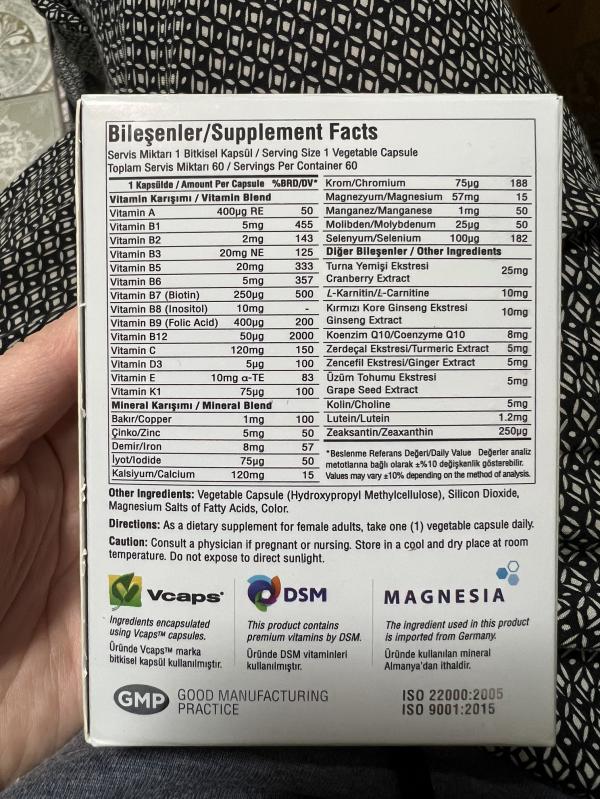 Bileşenler/Supplement Facts
Servis Miktarı 1 Bitkisel Kapsül / Serving Size 1 Vegetable Capsule
Toplam Servis Miktarı 60 / Servings Per Container 60
1 Kapsülde / Amount Per Capsule %BRD/DV*
Vitamin Karışımı / Vitamin Blend
Vitamin A 400µg RE 50
Vitamin B1 5mg 455
Vitamin B2 2mg 143
Vitamin B3 20mg NE 125
Vitamin B5 20mg 333
Vitamin B6 5mg 357
Vitamin B7 (Biotin) 250µg 500
Vitamin B8 (Inositol) 10mg -
Vitamin B9 (Folic Acid) 400µg 200
Vitamin B12 50µg 2000
Vitamin C 120mg 150
Vitamin D3 5µg 100
Vitamin E 10mg α-TE 83
Vitamin K1 75µg 100
Mineral Karışımı / Mineral Blend
Bakır/Copper 1mg 100
Çinko/Zinc 5mg 50
Demir/Iron 8mg 57
İyot/Iodide 75µg 50
Kalsiyum/Calcium 120mg 15
Krom/Chromium 75µg 188
Magnezyum/Magnesium 57mg 15
Manganez/Manganese 1mg 50
Molibden/Molybdenum 25µg 50
Selenyum/Selenium 100µg 182
Diğer Bileşenler / Other Ingredients
Turna Yemişi Ekstresi
Cranberry Extract 25mg
L-Karnitin/L-Carnitine 10mg
Kırmızı Kore Ginseng Ekstresi
Ginseng Extract 10mg
Koenzim Q10/Coenzyme Q10 8mg
Zerdeçal Ekstresi/Turmeric Extract 5mg
Zencefil Ekstresi/Ginger Extract 5mg
Üzüm Tohumu Ekstresi
Grape Seed Extract 5mg
Kolin/Choline 5mg
Lutein/Lutein 1.2mg
Zeaksantin/Zeaxanthin 250µg
*Beslenme Referans Değeri/Daily Value Değerler analiz
metotlarına bağlı olarak ±%10 değişkenlik gösterebilir.
Values may vary ±10% depending on the method of analysis.
Other Ingredients: Vegetable Capsule (Hydroxypropyl Methylcellulose), Silicon Dioxide,
Magnesium Salts of Fatty Acids, Color.
Directions: As a dietary supplement for female adults, take one (1) vegetable capsule daily.
Caution: Consult a physician if pregnant or nursing. Store in a cool and dry place at room
temperature. Do not expose to direct sunlight.
Vcaps®
Ingredients encapsulated
using Vcaps™ capsules.
Üründe Vcaps™ marka
bitkisel kapsül kullanılmıştır.
DSM
This product contains
premium vitamins by DSM.
Üründe DSM vitaminleri
kullanılmıştır.
MAGNESIA
The ingredient used in this product
is imported from Germany.
Üründe kullanılan mineral
Almanya'dan ithaldir.
GMP GOOD MANUFACTURING
PRACTICE
ISO 22000:2005
ISO 9001:2015